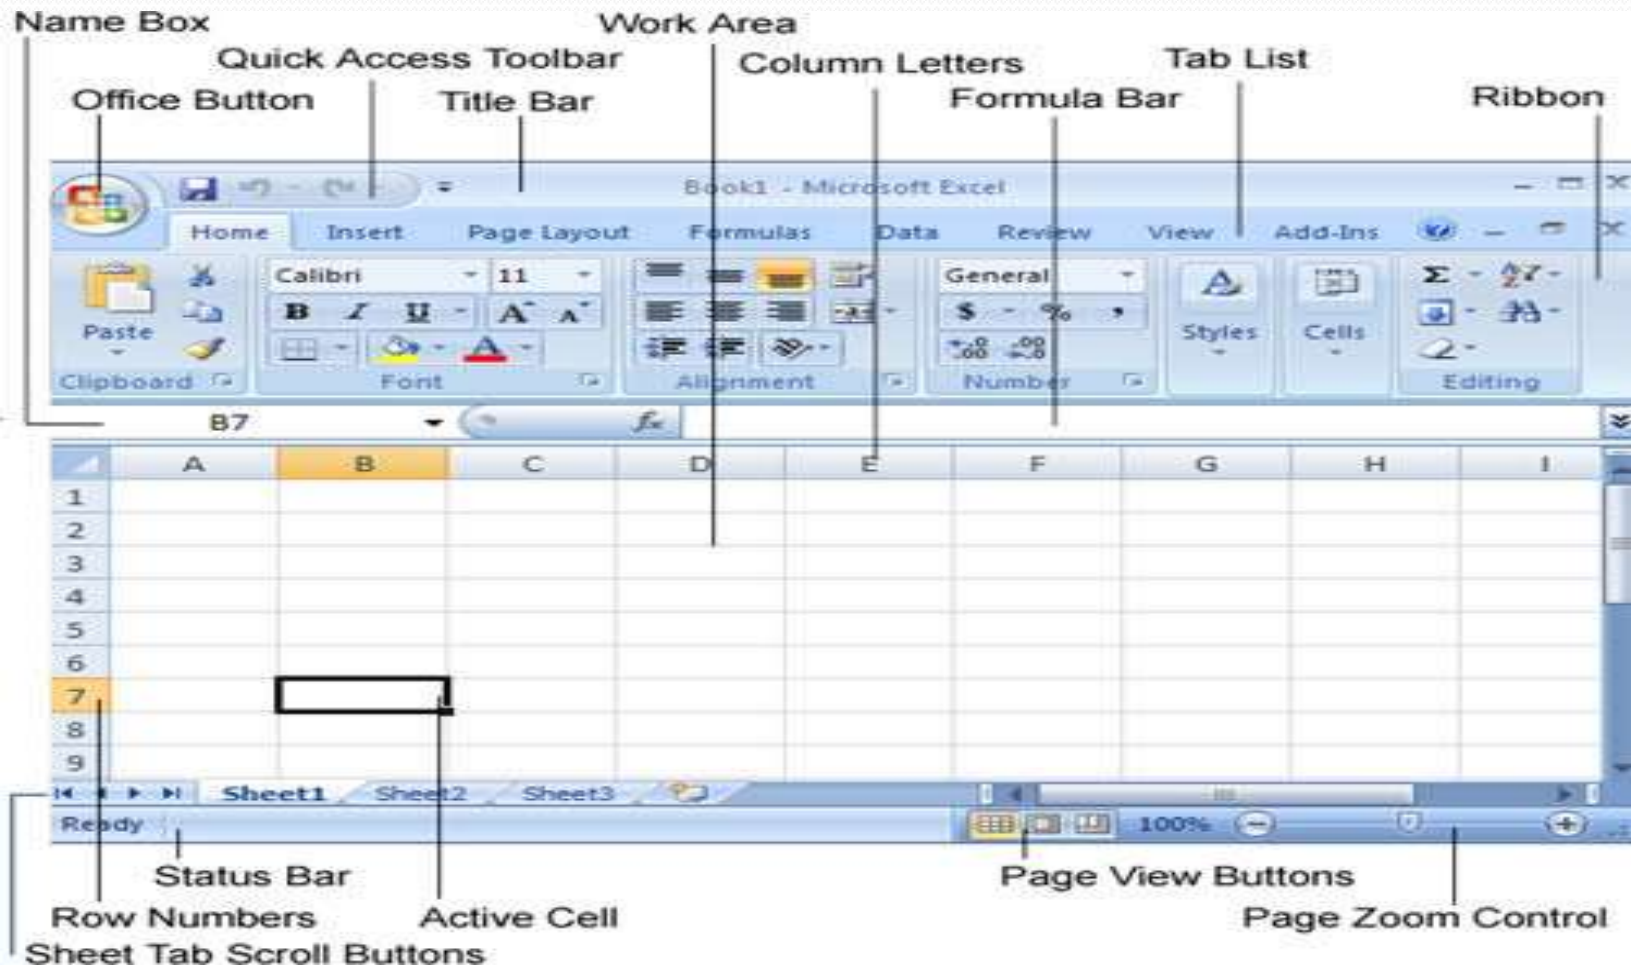 Name Box
Work Area
Quick Access Toolbar
Column Letters
Tab List
Office Button
Title Bar
Formula Bar
Ribbon
Book1 - Microsoft Excel
Home Insert Page Layout Formulas Data Review View Add-Ins
Calibri 11 General
B I U A A $ % ,
Paste Styles Cells
Clipboard Font Alignment Number Editing
B7 fx
A B C D E F G H I
1
2
3
4
5
6
7
8
9
Sheet1 Sheet2 Sheet3
Ready 100%
Status Bar
Page View Buttons
Row Numbers
Active Cell
Page Zoom Control
Sheet Tab Scroll Buttons